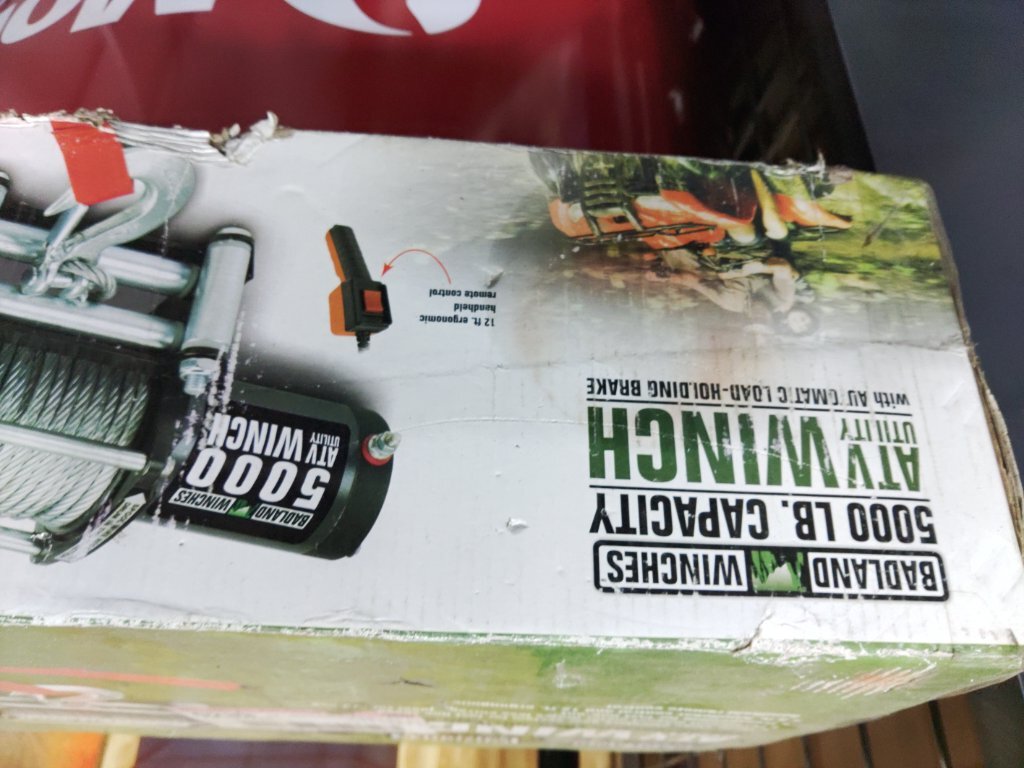 BADLAND WINCHES
5000 LB. CAPACITY
ATV WINCH
UTILITY
with AUTOMATIC LOAD-HOLDING BRAKE
12 ft. ergonomic
handheld
remote control
BADLAND WINCHES
5000
ATV WINCH
UTILITY